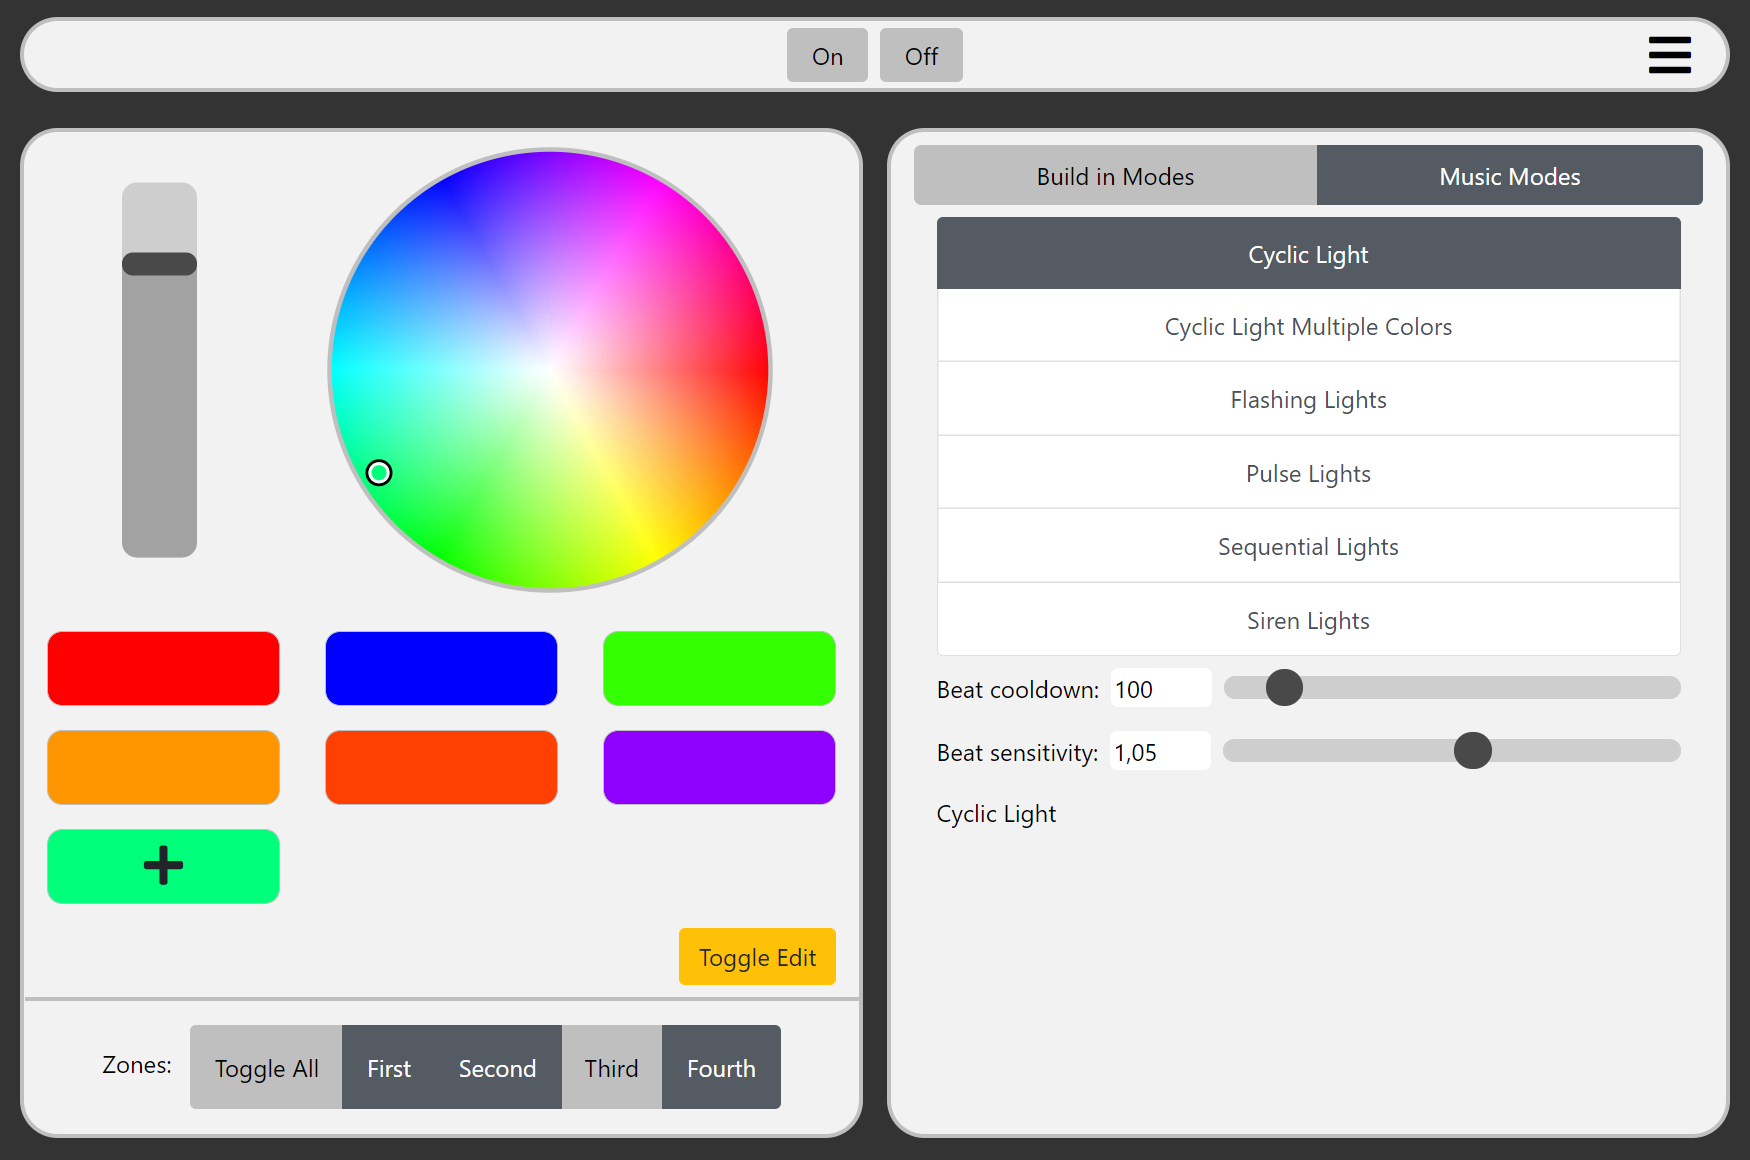 On Off
Build in Modes Music Modes
Cyclic Light
Cyclic Light Multiple Colors
Flashing Lights
Pulse Lights
Sequential Lights
Siren Lights
Beat cooldown: 100
Beat sensitivity: 1,05
Cyclic Light
Toggle Edit
Zones: Toggle All First Second Third Fourth